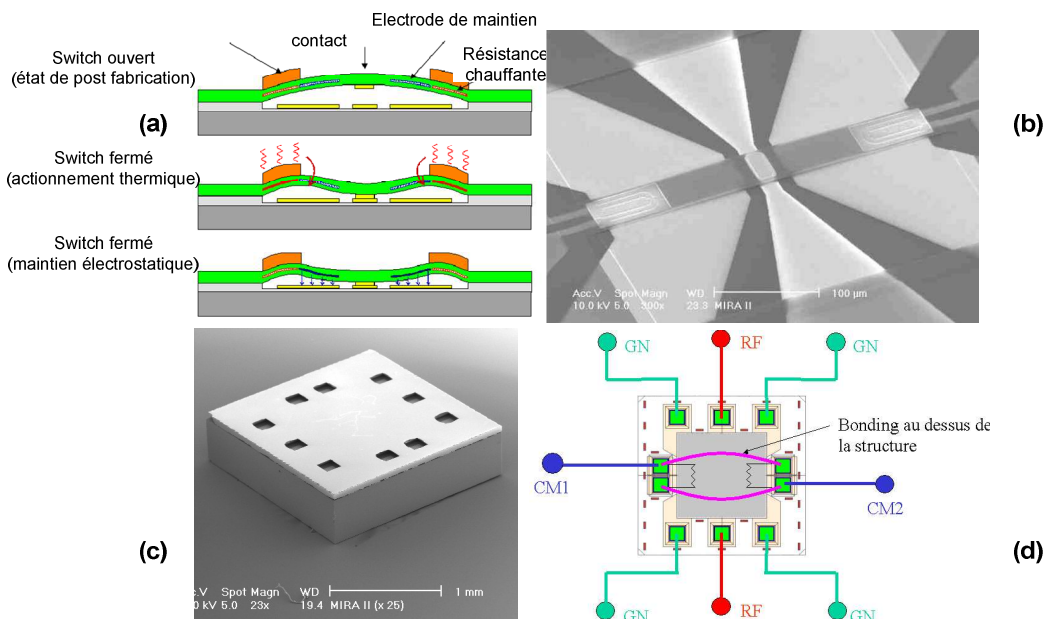 Electrode de maintien
contact
Switch ouvert
(état de post fabrication)
Résistance
chauffante
(a)
Switch fermé
(actionnement thermique)
Switch fermé
(maintien électrostatique)
(b)
Acc.V Spot Magn WD 100 µm
10.0 kV 5.0 300x 23.3 MIRA II
(c)
c.V Spot Magn WD 1 mm
0 kV 5.0 23x 19.4 MIRA II (x 25)
GN RF GN
Bonding au dessus de
la structure
CM1
CM2
(d)
GN RF GN